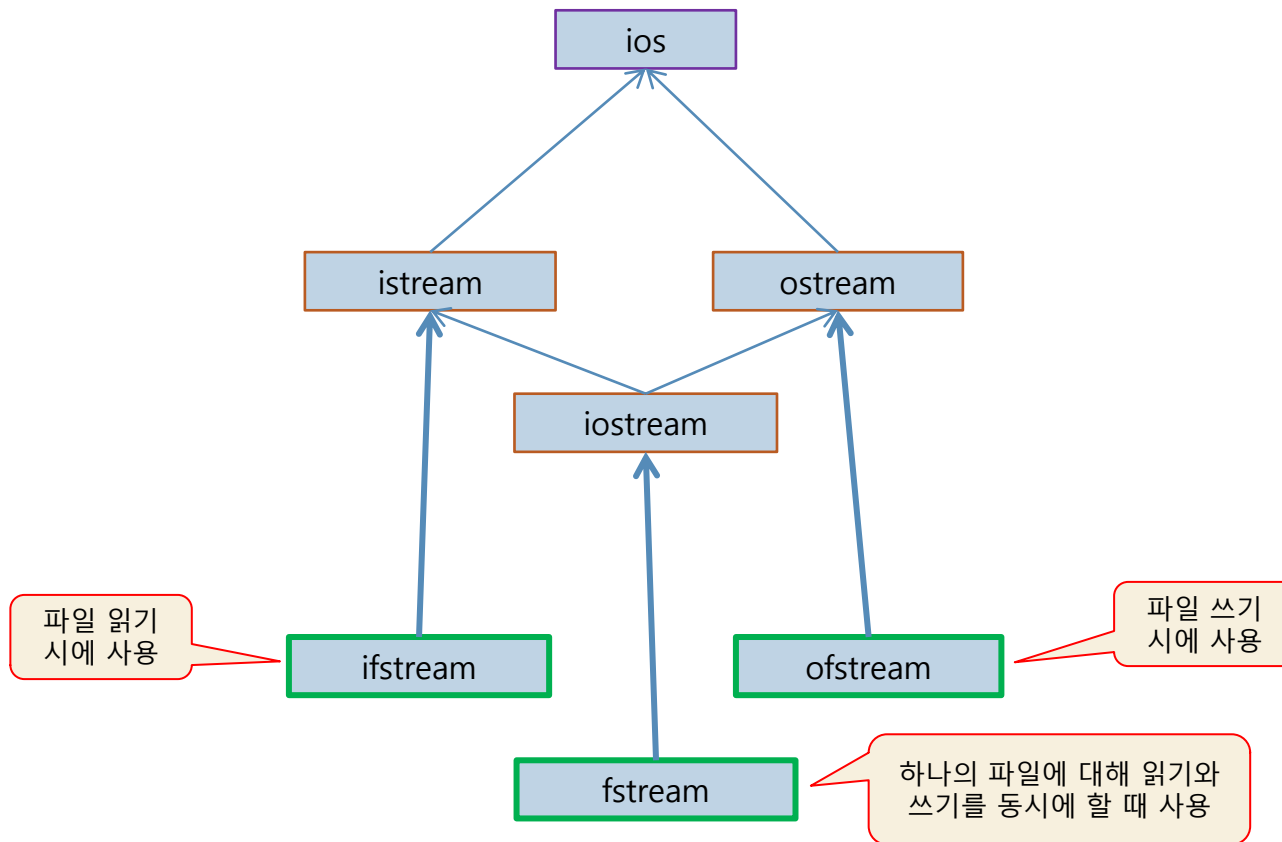 ios
istream
ostream
iostream
파일 읽기
시에 사용
파일 쓰기
시에 사용
ifstream
ofstream
하나의 파일에 대해 읽기와
쓰기를 동시에 할 때 사용
fstream